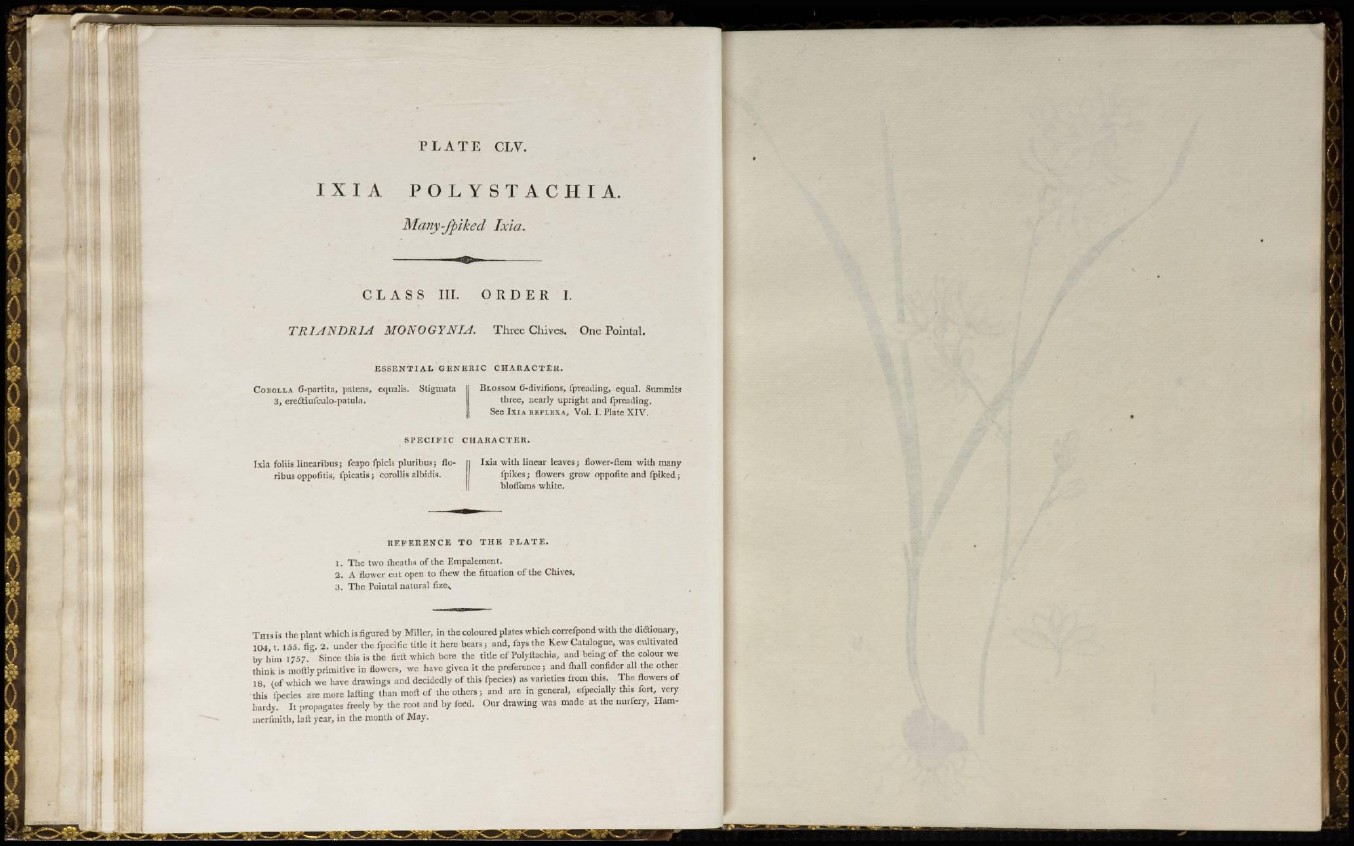 PLATE CLV.
IXIA POLYSTACHIA.
Many-ſpiked Ixia.
CLASS III. ORDER I.
TRIANDRIA MONOGYNIA. Three Chives. One Pointal.
ESSENTIAL GENERIC CHARACTER.
COROLLA 6-partita, patens, equalis. Stigmata
3, erectiuſculo-patula.
BLOSSOM 6-diviſions, ſpreading, equal. Summits
three, nearly upright and ſpreading.
See IXIA REFLEXA, Vol. I. Plate XIV.
SPECIFIC CHARACTER.
Ixia foliis linearibus; ſcapo ſpicis pluribus; flo-
ribus oppoſitis, ſpicatis; corollis albidis.
Ixia with linear leaves; flower-ſtem with many
ſpikes; flowers grow oppoſite and ſpiked;
bloſſoms white.
REFERENCE TO THE PLATE.
1. The two ſheaths of the Empalement.
2. A flower cut open to ſhew the ſituation of the Chives.
3. The Pointal natural ſize.
THIS is the plant which is figured by Miller, in the coloured plates which correſpond with the dictionary,
104, t. 155. fig. 2. under the ſpecific title it here bears; and, ſays the Kew Catalogue, was cultivated
by him 1757. Since this is the firſt which bore the title of Polyſtachia, and being of the colour we
think is moſtly primitive in flowers, we have given it the preference; and ſhall conſider all the other
18, (of which we have drawings and decidedly of this ſpecies) as varieties from this. The flowers of
this ſpecies are more laſting than moſt of the others; and are in general, eſpecially this ſort, very
hardy. It propagates freely by the root and by ſeed. Our drawing was made at the nurſery, Ham-
merſmith, laſt year, in the month of May.